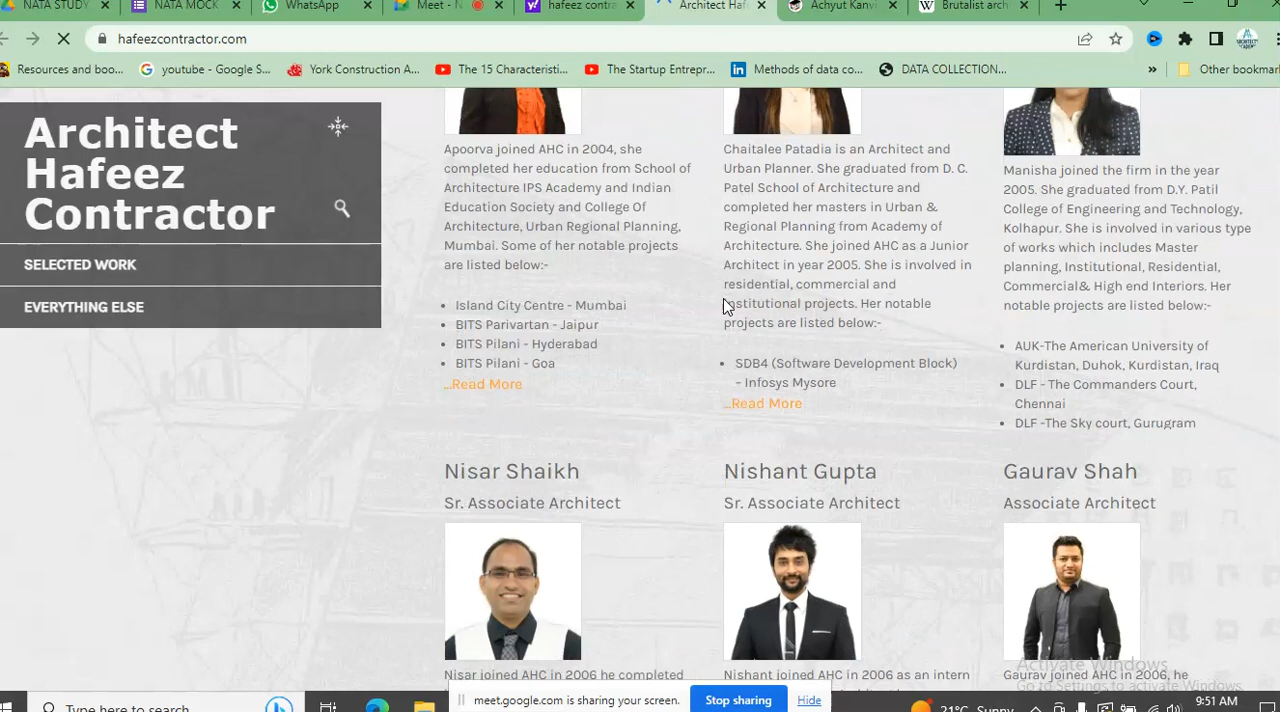 NATA STUDY
NATA MOCK
WhatsApp
Meet - N
hafeez contra
Architect Haf
Achyut Kanvi
Brutalist arch
hafeezcontractor.com
Resources and boo...
youtube - Google S...
York Construction A...
The 15 Characteristi...
The Startup Entrepr...
Methods of data co...
DATA COLLECTION...
»
Other bookmar
Architect
Hafeez
Contractor
SELECTED WORK
EVERYTHING ELSE
Apoorva joined AHC in 2004, she
completed her education from School of
Architecture IPS Academy and Indian
Education Society and College Of
Architecture, Urban Regional Planning,
Mumbai. Some of her notable projects
are listed below:-
• Island City Centre - Mumbai
• BITS Parivartan - Jaipur
• BITS Pilani - Hyderabad
• BITS Pilani - Goa
...Read More
Chaitalee Patadia is an Architect and
Urban Planner. She graduated from D. C.
Patel School of Architecture and
completed her masters in Urban &
Regional Planning from Academy of
Architecture. She joined AHC as a Junior
Architect in year 2005. She is involved in
residential, commercial and
institutional projects. Her notable
projects are listed below:-
• SDB4 (Software Development Block)
– Infosys Mysore
...Read More
Manisha joined the firm in the year
2005. She graduated from D.Y. Patil
College of Engineering and Technology,
Kolhapur. She is involved in various type
of works which includes Master
planning, Institutional, Residential,
Commercial& High end Interiors. Her
notable projects are listed below:-
• AUK-The American University of
Kurdistan, Duhok, Kurdistan, Iraq
• DLF - The Commanders Court,
Chennai
• DLF -The Sky court, Gurugram
Nisar Shaikh
Sr. Associate Architect
Nisar joined AHC in 2006 he completed
Nishant Gupta
Sr. Associate Architect
Nishant joined AHC in 2006 as an intern
Gaurav Shah
Associate Architect
Gaurav joined AHC in 2006, he
Activate Windows
Go to Settings to activate Windows.
meet.google.com is sharing your screen.
Stop sharing
Hide
Type here to search
21°C Sunny
9:51 AM